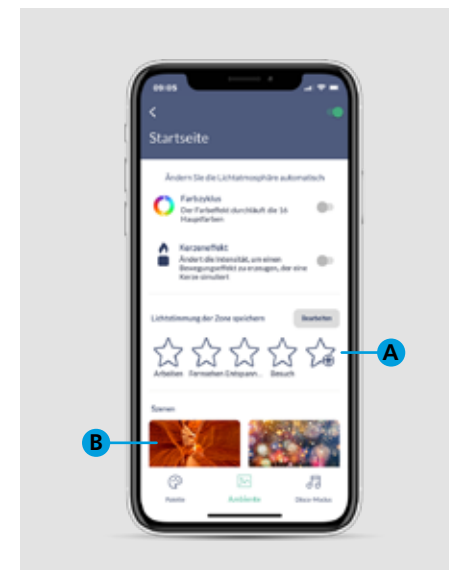 09:05
Startseite
Ändern Sie die Lichtatmosphäre automatisch
Farbzyklus
Der Farbeffekt durchläuft die 16
Hauptfarben
Kerzeneffekt
Ändert die Intensität, um einen
Bewegungseffekt zu erzeugen, der eine
Kerze simuliert
Lichtstimmung der Zone speichern
Bearbeiten
A
Arbeiten Fernsehen Entspann... Besuch
Szenen
B
Palette Ambiente Disco-Modus